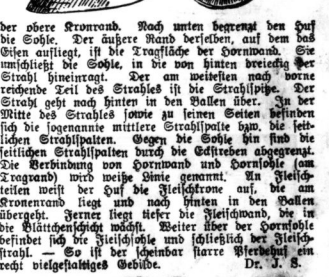 der obere Kronrand. Nach unten begrenzt den Huf
die Sohle. Der äußere Rand derselben, auf dem das
Eisen aufliegt, ist die Tragfläche der Hornwand. Sie
umschließt die Sohle, in die von hinten dreieckig der
Strahl hineinragt. Der am weitesten nach vorne
reichende Teil des Strahles ist die Strahlspitze. Der
Strahl geht nach hinten in den Ballen über. In der
Mitte des Strahles sowie zu seinen Seiten befinden
sich die sogenannte mittlere Strahlspalte bzw. die seit-
lichen Strahlspalten. Gegen die Sohle hin sind die
seitlichen Strahlspalten durch die Eckstreben abgegrenzt.
Die Verbindung von Hornwand und Hornsohle (am
Tragrand) wird weiße Linie genannt. An Fleisch-
teilen weist der Huf die Fleischkrone auf, die am
Kronenrand liegt und nach hinten in den Ballen
übergeht. Ferner liegt tiefer die Fleischwand, die in
die Blättchenschicht wächst. Weiter über der Hornsohle
befindet sich die Fleischsohle und schließlich der Fleisch-
strahl. — So ist der scheinbar starre Pferdehuf ein
recht vielgestaltiges Gebilde. Dr. J. S.